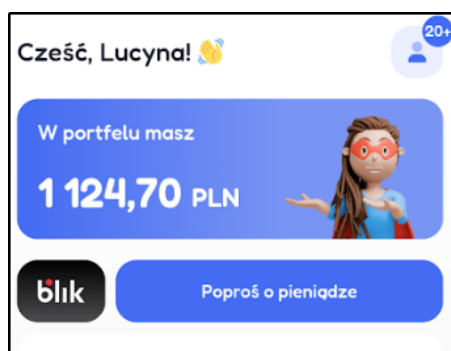 Cześć, Lucyna! 👋
20+
W portfelu masz
1 124,70 PLN
blik
Poproś o pieniądze